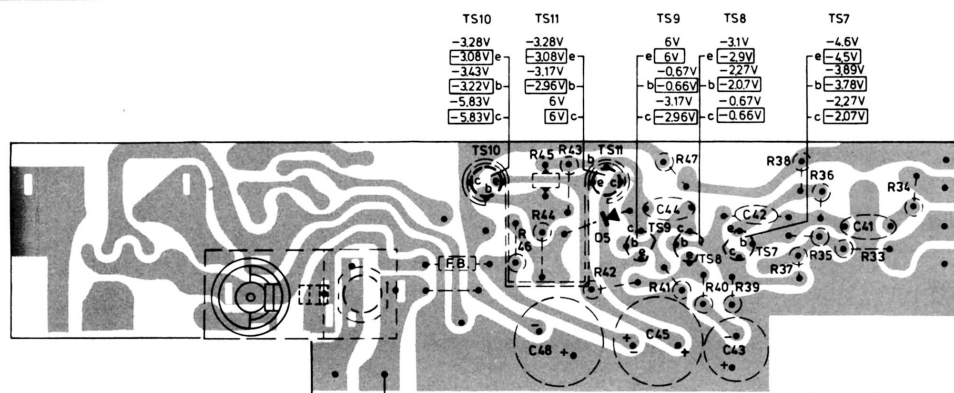 TS10 TS11 TS9 TS8 TS7
-3.28V -3.28V 6V -3.1V -4.6V
-3.08V e -3.08V e e 6V e -2.9V e -4.5V
-3.43V -3.17V -0.67V -2.27V -3.89V
-3.22V b -2.96V b b -0.66V b -2.07V b -3.78V
-5.83V 6V -3.17V -0.67V -2.27V
-5.83V c 6V c c -2.96V c -0.66V c -2.07V
TS10 R45 R43 b TS11 R47 R38
c b e c R36 R34
R44 C44 C42 C41
D5 c TS9 c
R46 b b b TS7 R35 R33
F.B. e TS8 R37
R42 R41 R40 R39
- C48 + + - C45 + - C43 +